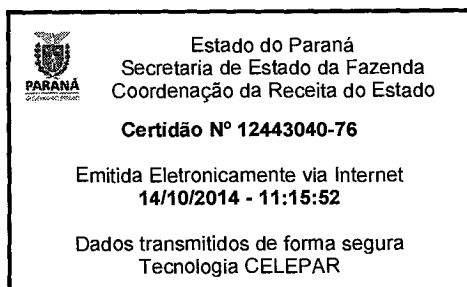 Estado do Paraná
Secretaria de Estado da Fazenda
Coordenação da Receita do Estado
PARANÁ
Certidão Nº 12443040-76
Emitida Eletronicamente via Internet
14/10/2014 - 11:15:52
Dados transmitidos de forma segura
Tecnologia CELEPAR